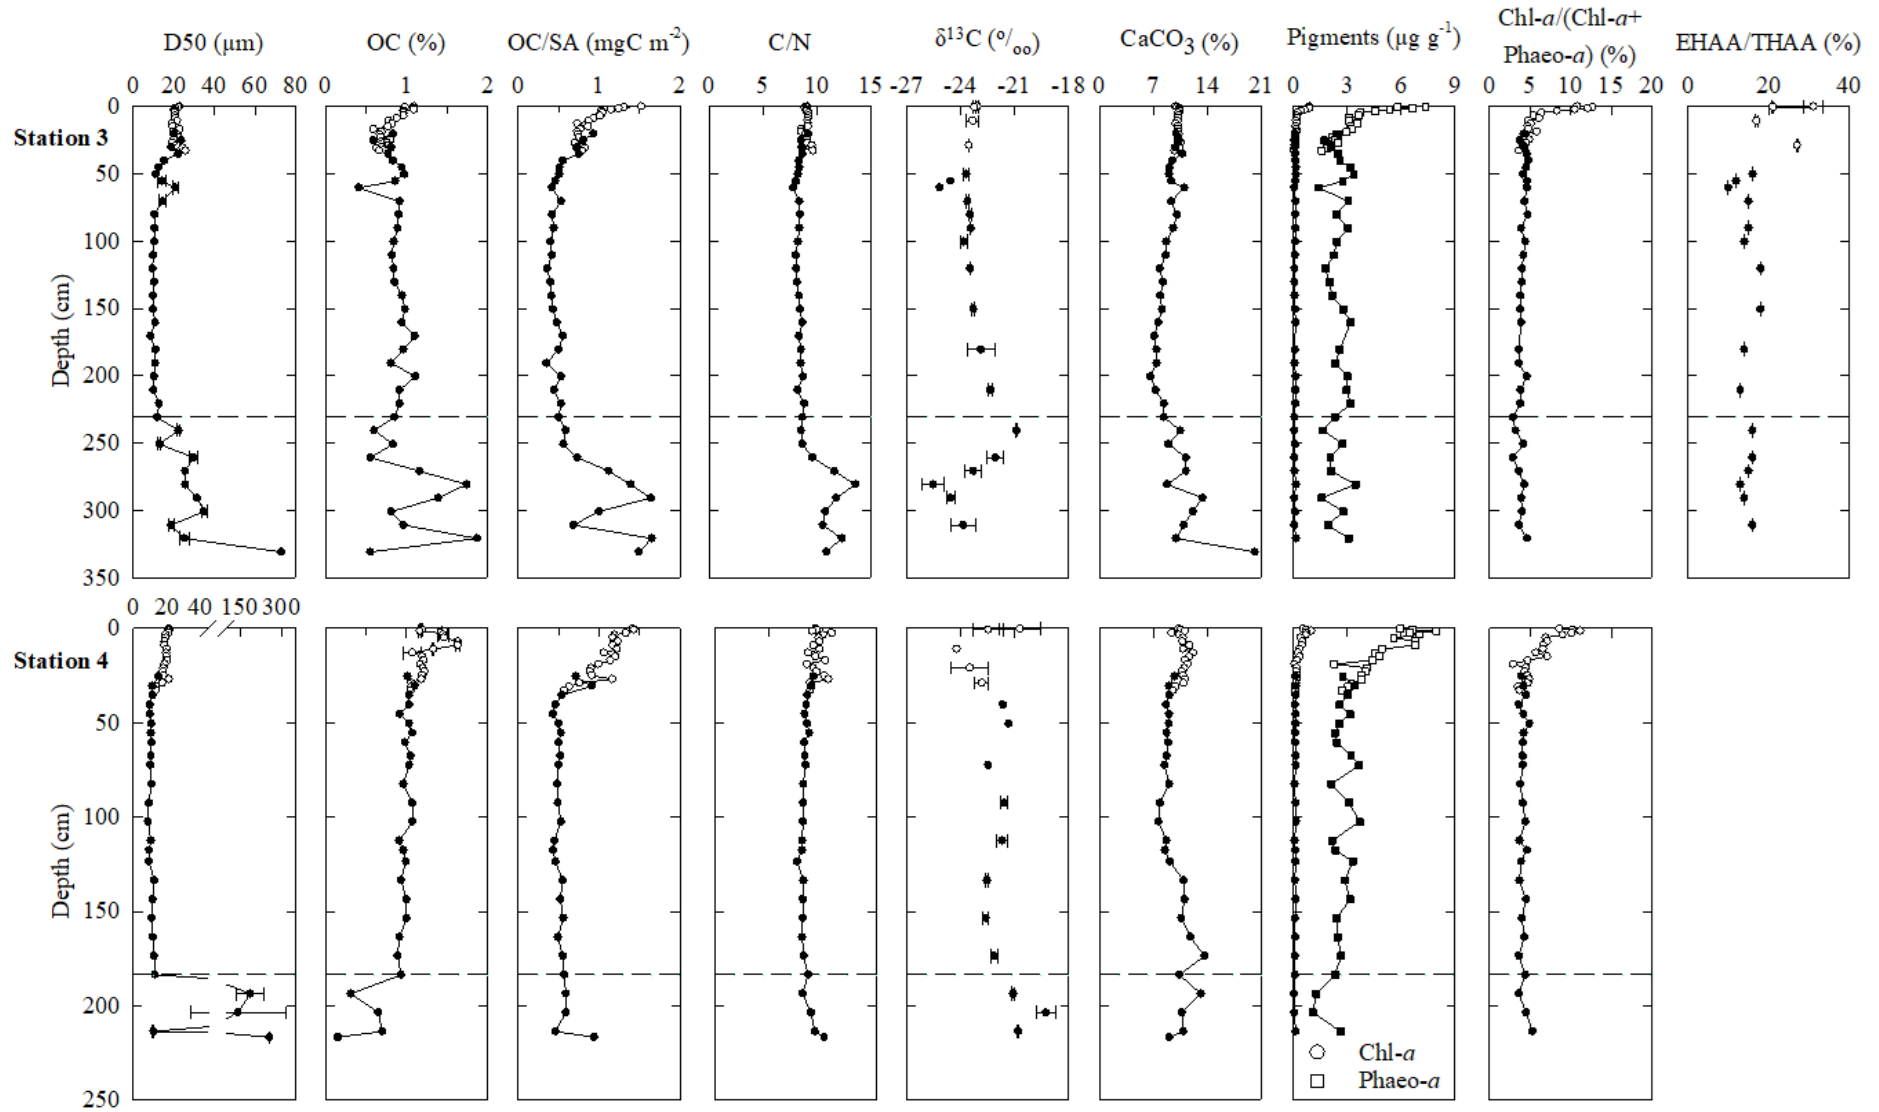 D50 (µm) OC (%) OC/SA (mgC m-2) C/N δ13C (o/oo) CaCO3 (%) Pigments (µg g-1) Chl-a/(Chl-a+ Phaeo-a) (%) EHAA/THAA (%)
0 20 40 60 80 0 1 2 0 1 2 0 5 10 15 -27 -24 -21 -18 0 7 14 21 0 3 6 9 0 5 10 15 20 0 20 40
Station 3
Depth (cm)
0
50
100
150
200
250
300
350
0 20 40 150 300
Station 4
Depth (cm)
0
50
100
150
200
250
Chl-a
Phaeo-a